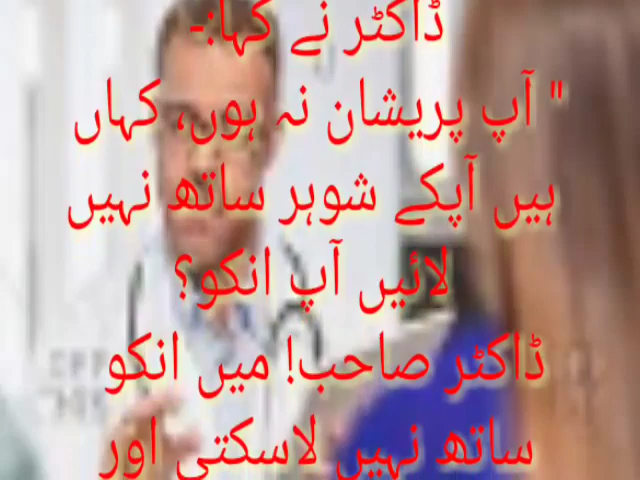 ڈاکٹر نے کہا:-
" آپ پریشان نہ ہوں، کہاں
ہیں آپکے شوہر ساتھ نہیں
لائیں آپ انکو؟
ڈاکٹر صاحب! میں انکو
ساتھ نہیں لاسکتی اور